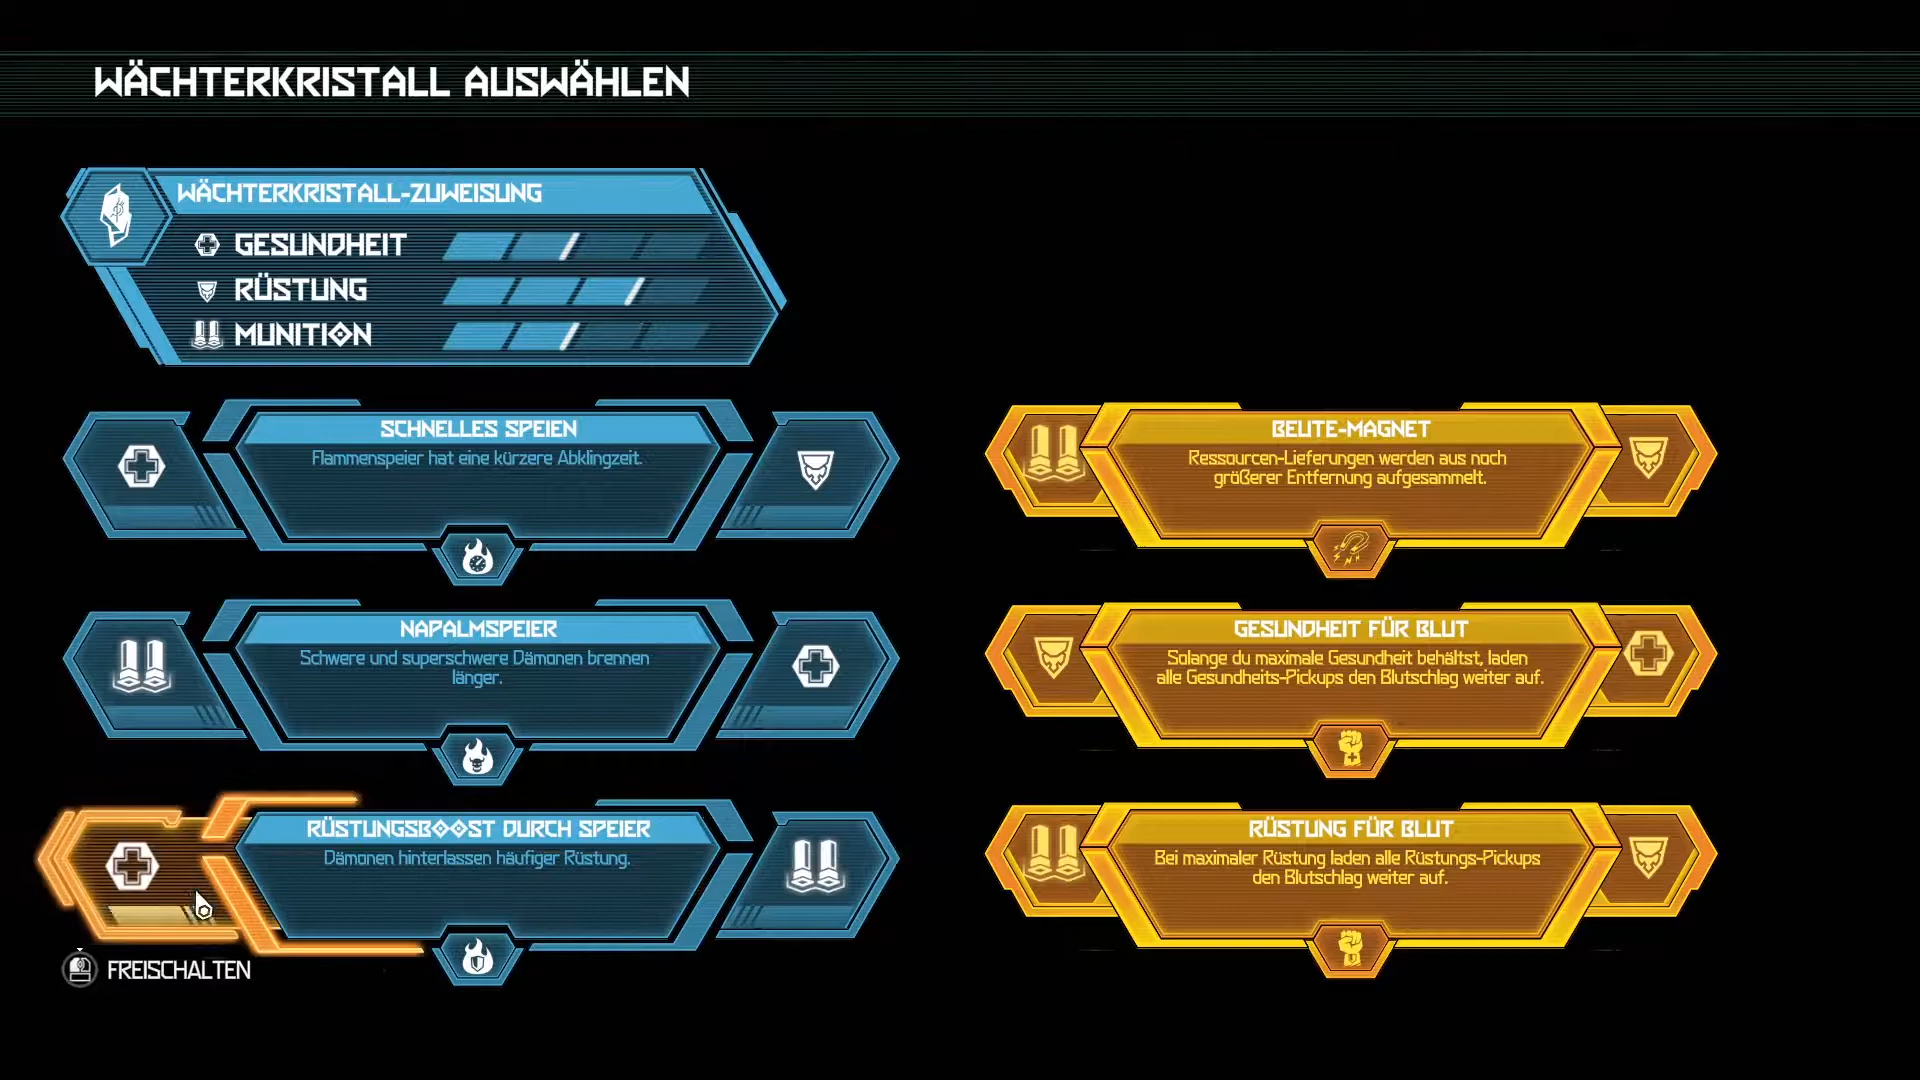 WÄCHTERKRISTALL AUSWÄHLEN
WÄCHTERKRISTALL-ZUWEISUNG
GESUNDHEIT
RÜSTUNG
MUNITION
SCHNELLES SPEIEN
Flammenspeier hat eine kürzere Abklingzeit.
BEUTE-MAGNET
Ressourcen-Lieferungen werden aus noch
größerer Entfernung aufgesammelt.
NAPALMSPEIER
Schwere und superschwere Dämonen brennen
länger.
GESUNDHEIT FÜR BLUT
Solange du maximale Gesundheit behältst, laden
alle Gesundheits-Pickups den Blutschlag weiter auf.
RÜSTUNGSBOOST DURCH SPEIER
Dämonen hinterlassen häufiger Rüstung.
RÜSTUNG FÜR BLUT
Bei maximaler Rüstung laden alle Rüstungs-Pickups
den Blutschlag weiter auf.
FREISCHALTEN